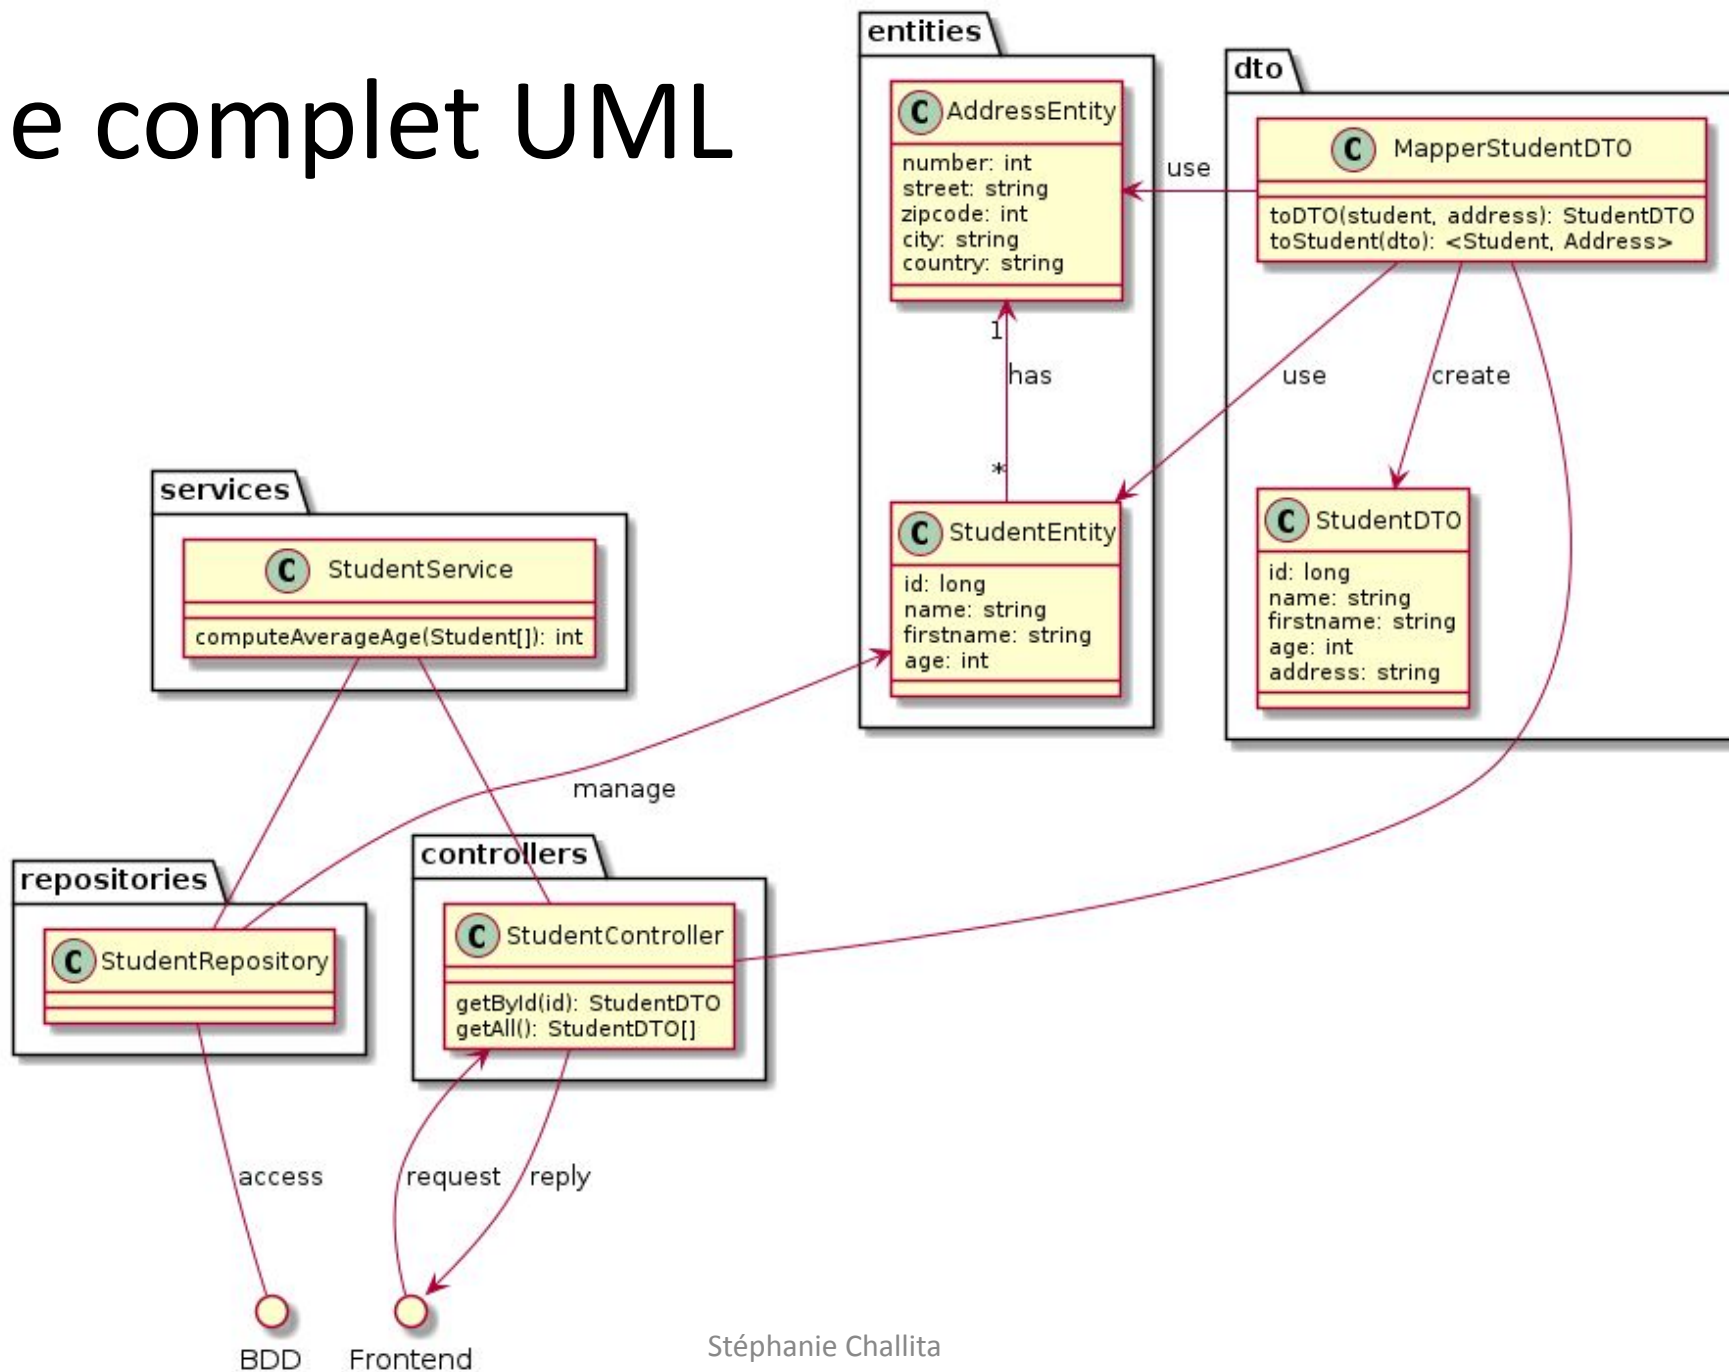 e complet UML
entities
C AddressEntity
number: int
street: string
zipcode: int
city: string
country: string
dto
C MapperStudentDTO
toDTO(student, address): StudentDTO
toStudent(dto): <Student, Address>
use
1
has
*
use
create
C StudentEntity
id: long
name: string
firstname: string
age: int
C StudentDTO
id: long
name: string
firstname: string
age: int
address: string
services
C StudentService
computeAverageAge(Student[]): int
manage
repositories
C StudentRepository
controllers
C StudentController
getById(id): StudentDTO
getAll(): StudentDTO[]
access
request
reply
BDD
Frontend
Stéphanie Challita